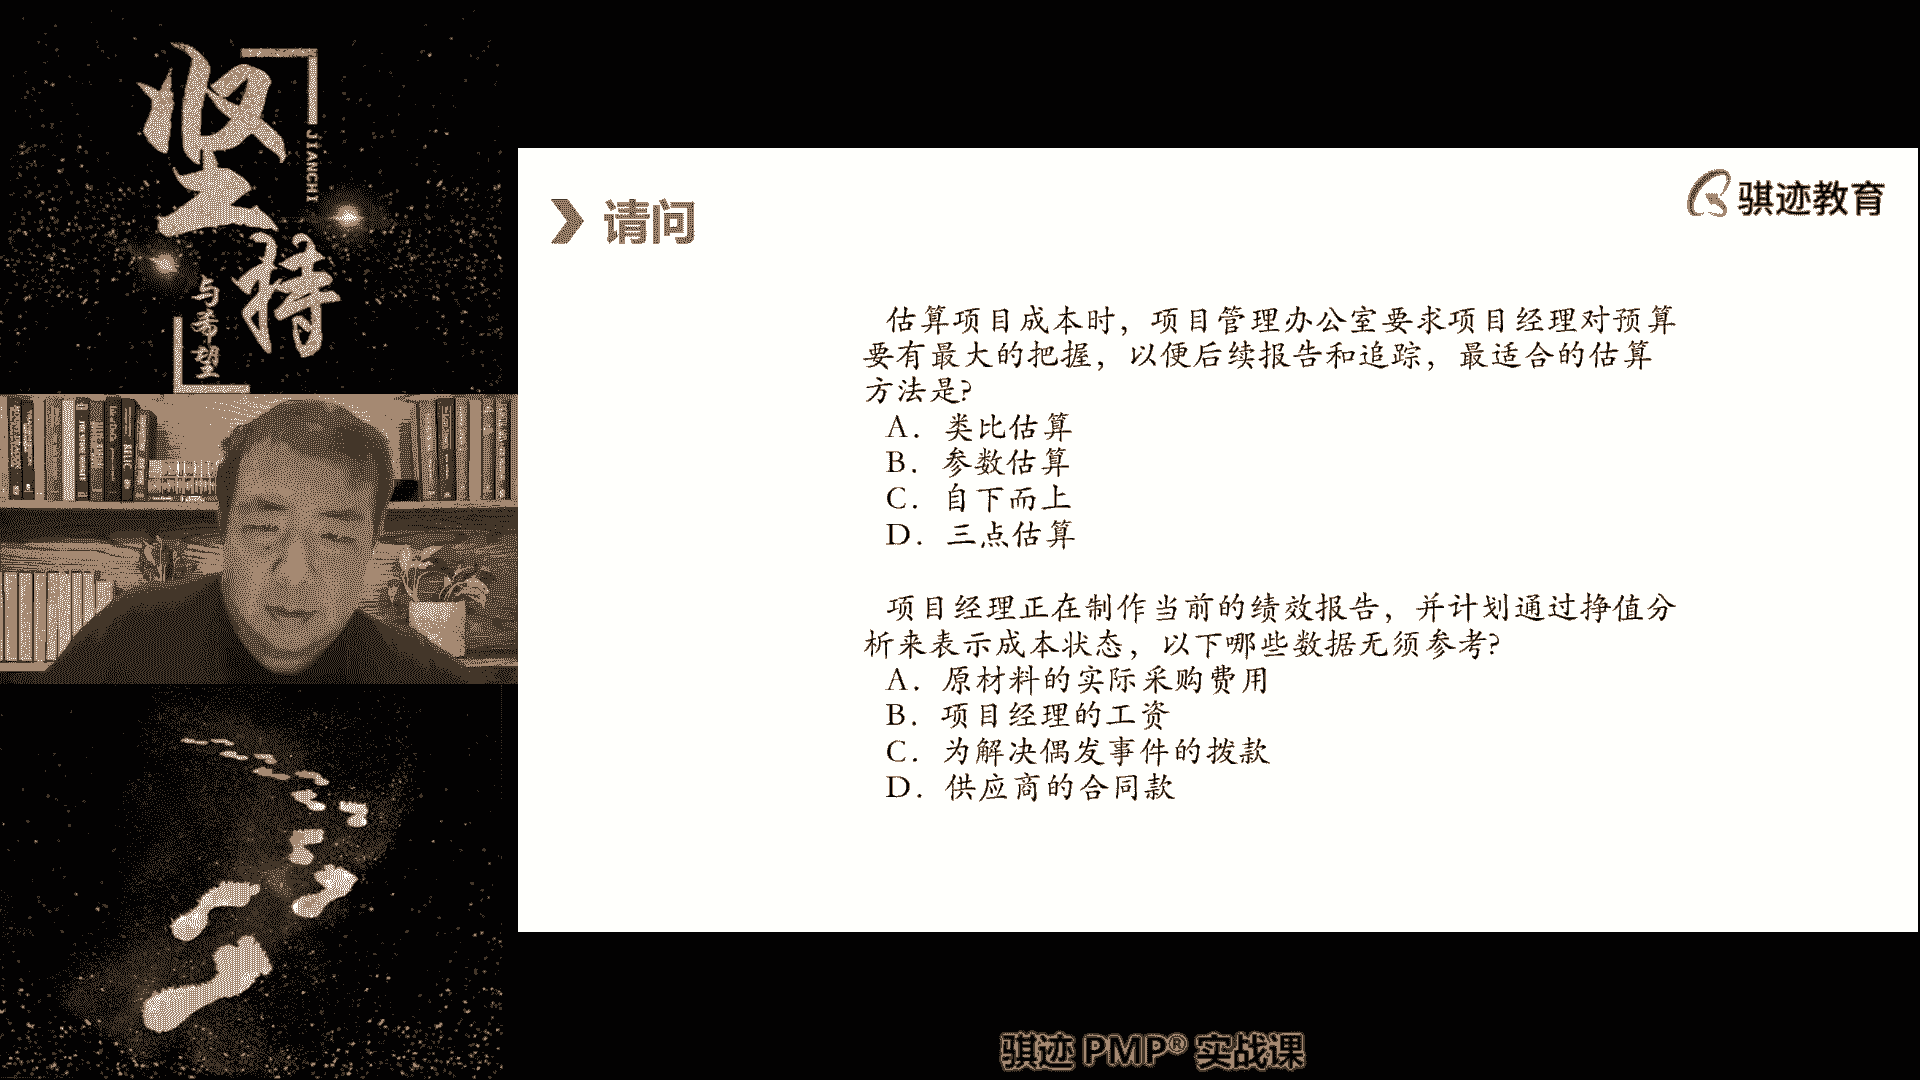 坚持
JIANCHI
与希望
请问
骐迹教育
估算项目成本时，项目管理办公室要求项目经理对预算
要有最大的把握，以便后续报告和追踪，最适合的估算
方法是?
A. 类比估算
B. 参数估算
C. 自下而上
D. 三点估算
项目经理正在制作当前的绩效报告，并计划通过挣值分
析来表示成本状态，以下哪些数据无须参考?
A. 原材料的实际采购费用
B. 项目经理的工资
C. 为解决偶发事件的拨款
D. 供应商的合同款
骐迹 PMP® 实战课